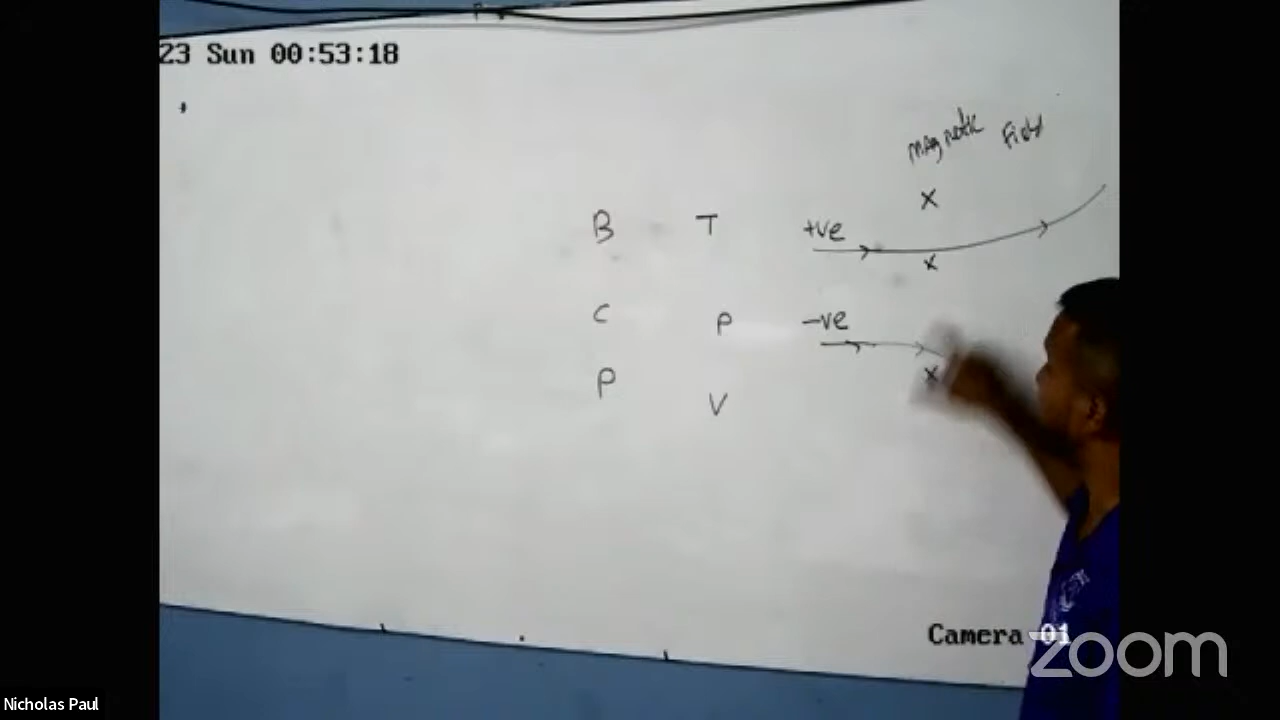 23 Sun 00:53:18
magnetic field
X
B T +ve
X
C P -ve
P X
V
Camera 01
zoom
Nicholas Paul